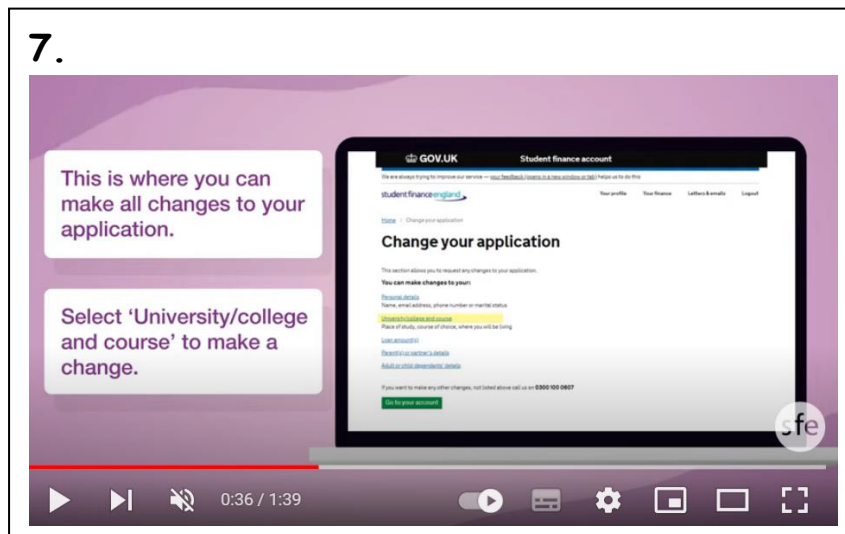 7.
This is where you can
make all changes to your
application.
Select ‘University/college
and course’ to make a
change.
GOV.UK Student finance account
We are always trying to improve our service — your feedback (opens in a new window or tab) helps us to do this
studentfinanceengland Your profile Your finance Letters & emails Logout
Home > Change your application
Change your application
This section allows you to request any changes to your application.
You can make changes to your:
Personal details
Name, email address, phone number or marital status
University/college and course
Place of study, course of choice, where you will be living
Loan amount(s)
Parent(s) or partner's details
Adult or child dependents' details
If you want to make any other changes, not listed above call us on 0300 100 0607
Go to your account
sfe
0:36 / 1:39